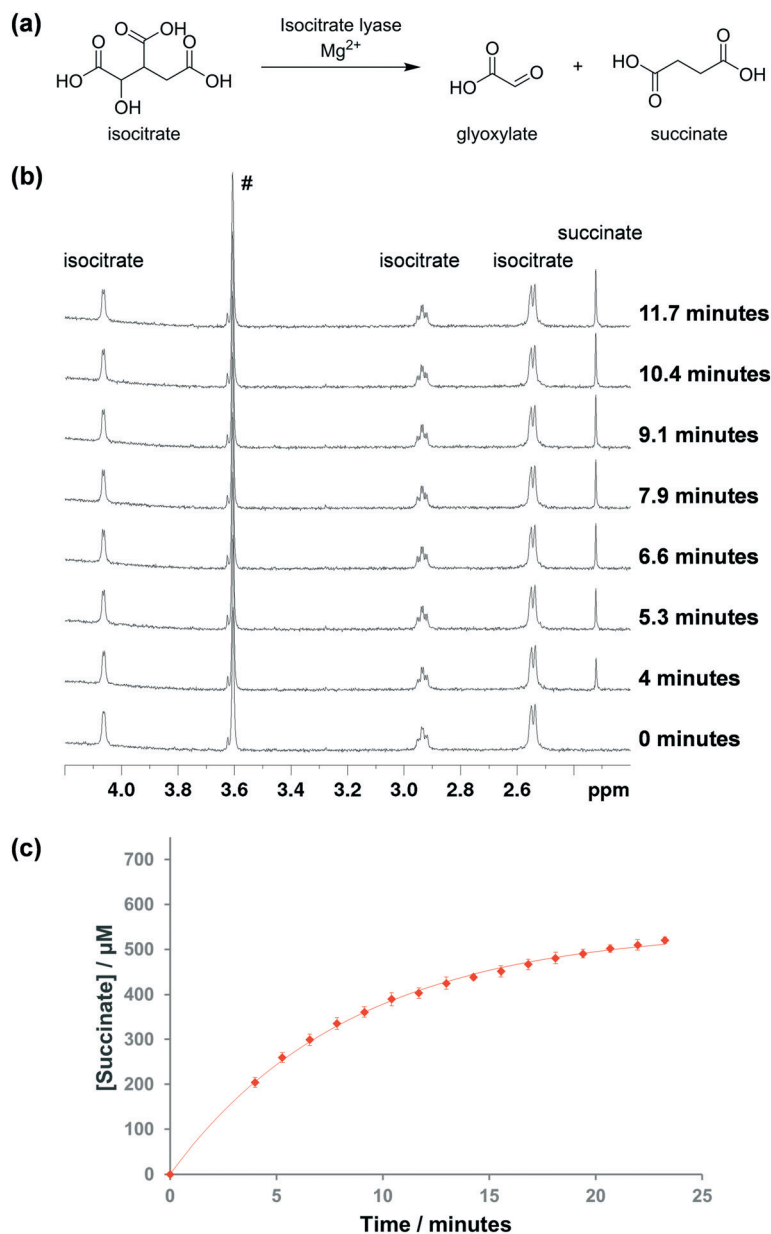 (a)
Isocitrate lyase
Mg2+
O OH O O
HO OH
OH
isocitrate
O
HO O
glyoxylate
+
O
HO OH
O
succinate
(b)
#
isocitrate isocitrate isocitrate succinate
11.7 minutes
10.4 minutes
9.1 minutes
7.9 minutes
6.6 minutes
5.3 minutes
4 minutes
0 minutes
4.0 3.8 3.6 3.4 3.2 3.0 2.8 2.6 ppm
(c)
[Succinate] / μM
700
600
500
400
300
200
100
0
0 5 10 15 20 25
Time / minutes